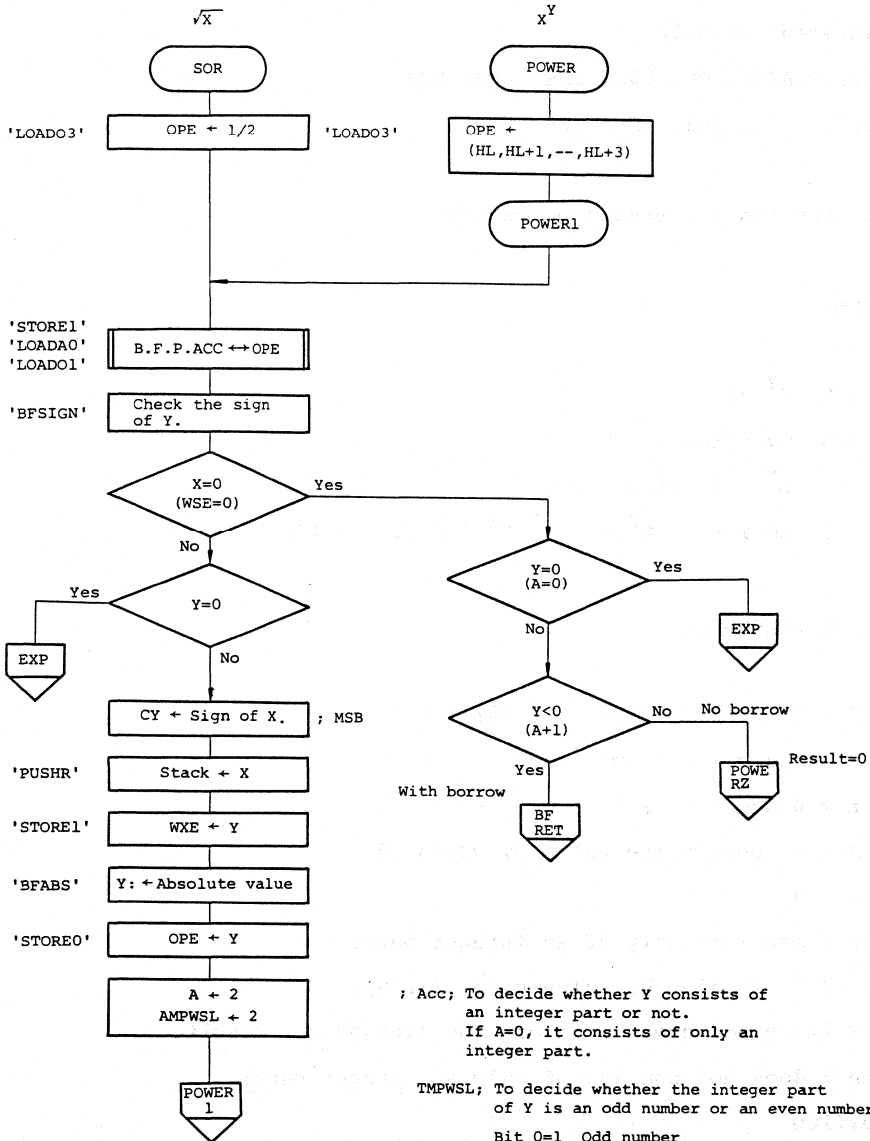 √X
X^Y
SOR
POWER
'LOADO3'
OPE ← 1/2
'LOADO3'
OPE ←
(HL,HL+1,--,HL+3)
POWER1
'STORE1'
'LOADA0'
'LOADO1'
B.F.P.ACC ↔ OPE
'BFSIGN'
Check the sign
of Y.
X=0
(WSE=0)
Yes
No
Y=0
(A=0)
Yes
No
EXP
Yes
Y=0
No
EXP
Y<0
(A+1)
No
No borrow
Yes
With borrow
POWE
RZ
Result=0
BF
RET
CY ← Sign of X.
; MSB
'PUSHR'
Stack ← X
'STORE1'
WXE ← Y
'BFABS'
Y: ← Absolute value
'STORE0'
OPE ← Y
A ← 2
AMPWSL ← 2
POWER
1
; Acc; To decide whether Y consists of
an integer part or not.
If A=0, it consists of only an
integer part.
TMPWSL; To decide whether the integer part
of Y is an odd number or an even number
Bit 0=1 Odd number